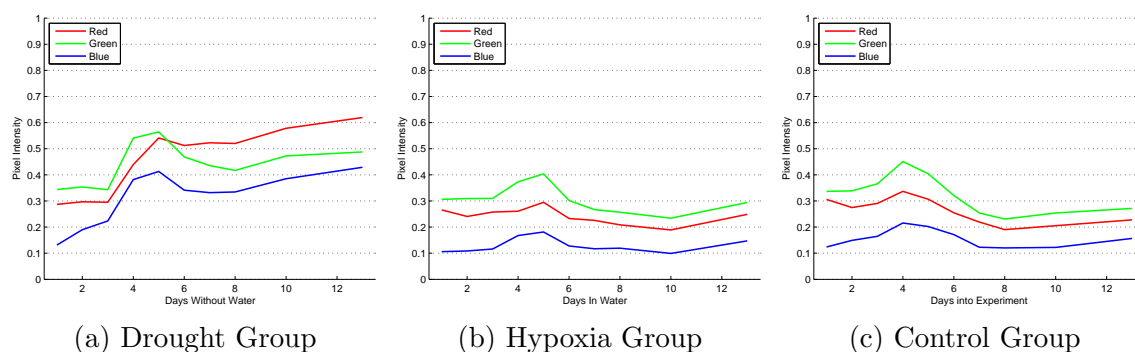 1
0.9
0.8
0.7
0.6
0.5
0.4
0.3
0.2
0.1
0
Pixel Intensity
Red
Green
Blue
2 4 6 8 10 12
Days Without Water
(a) Drought Group
1
0.9
0.8
0.7
0.6
0.5
0.4
0.3
0.2
0.1
0
Pixel Intensity
Red
Green
Blue
2 4 6 8 10 12
Days In Water
(b) Hypoxia Group
1
0.9
0.8
0.7
0.6
0.5
0.4
0.3
0.2
0.1
0
Pixel Intensity
Red
Green
Blue
2 4 6 8 10 12
Days into Experiment
(c) Control Group